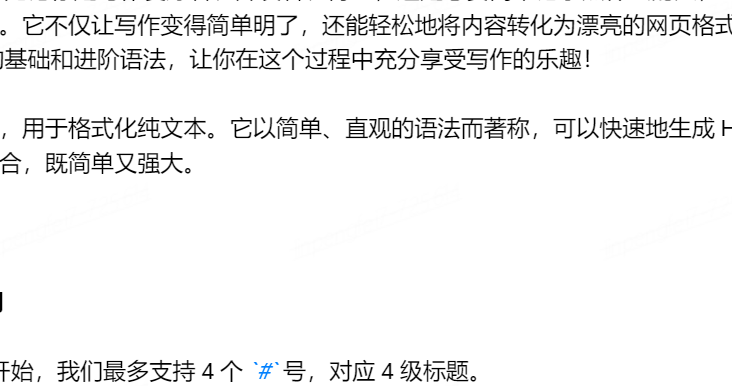 。它不仅让写作变得简单明了，还能轻松地将内容转化为漂亮的网页格式
的基础和进阶语法，让你在这个过程中充分享受写作的乐趣！
，用于格式化纯文本。它以简单、直观的语法而著称，可以快速地生成 H
合，既简单又强大。
开始，我们最多支持 4 个 `#` 号，对应 4 级标题。